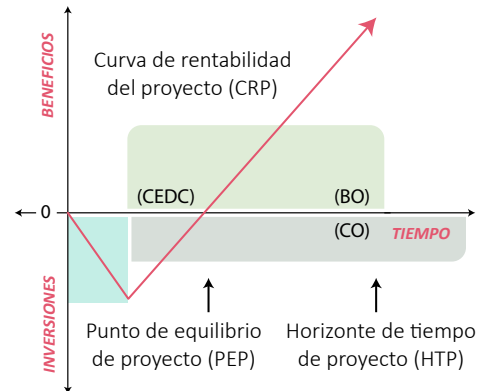 BENEFICIOS
Curva de rentabilidad
del proyecto (CRP)
(CEDC)
(BO)
0
(CO)
TIEMPO
INVERSIONES
Punto de equilibrio
de proyecto (PEP)
Horizonte de tiempo
de proyecto (HTP)